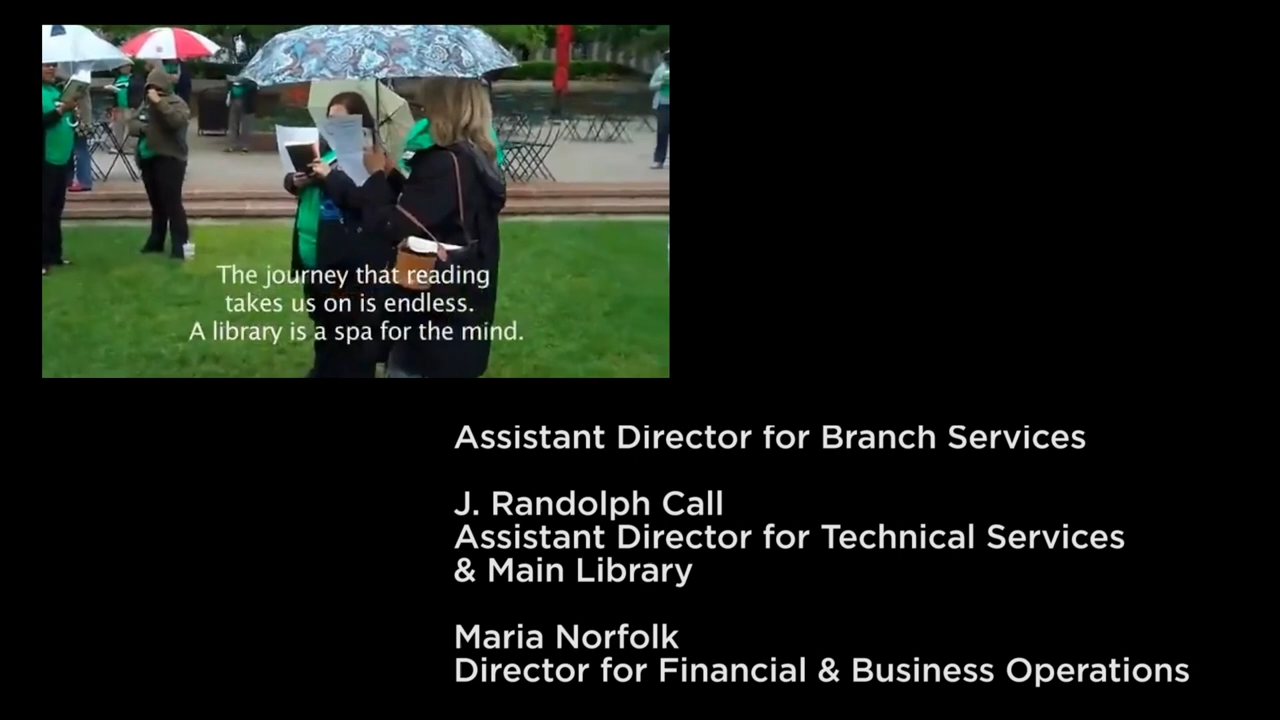 The journey that reading
takes us on is endless.
A library is a spa for the mind.
Assistant Director for Branch Services
J. Randolph Call
Assistant Director for Technical Services
& Main Library
Maria Norfolk
Director for Financial & Business Operations